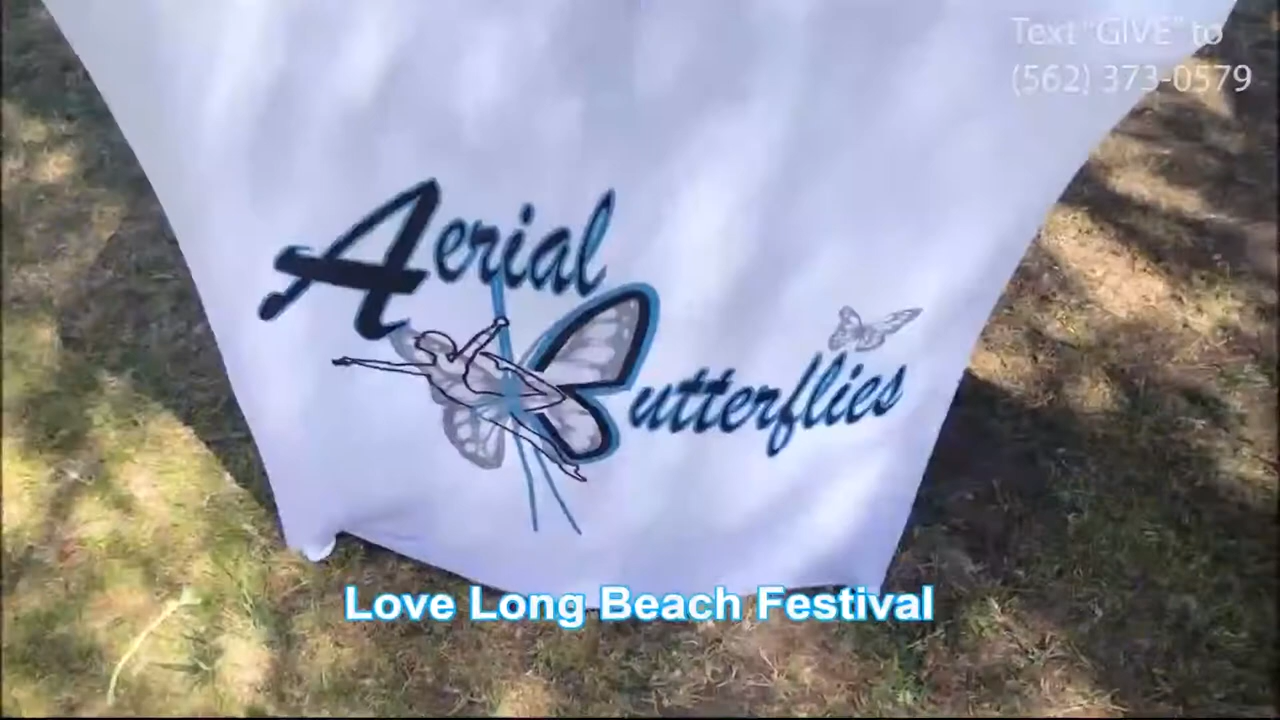 Text "GIVE" to
(562) 373-0579
Aerial
Butterflies
Love Long Beach Festival